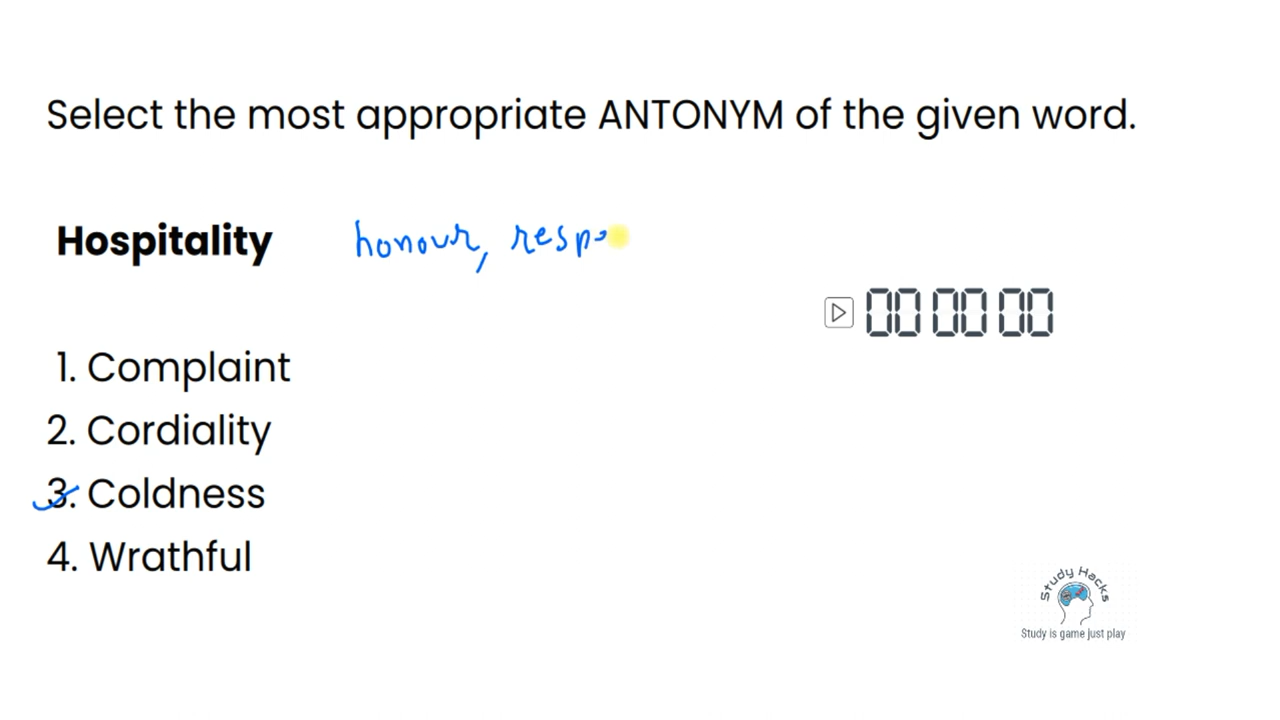 Select the most appropriate ANTONYM of the given word.
Hospitality honour, resp
00 00 00
1. Complaint
2. Cordiality
3. Coldness
4. Wrathful
Study Hacks
Study is game just play